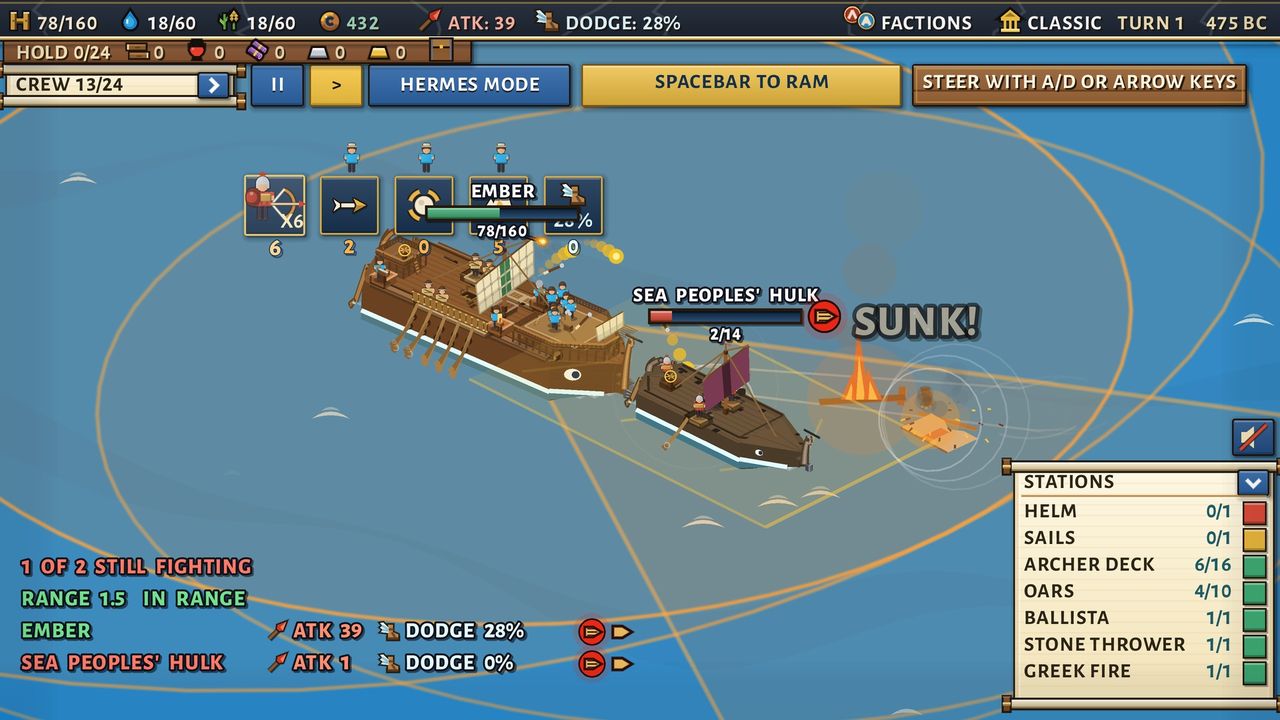 78/160 18/60 18/60 432 ATK: 39 DODGE: 28% FACTIONS CLASSIC TURN 1 475 BC
HOLD 0/24 0 0 0 0 0
CREW 13/24 > II > HERMES MODE SPACEBAR TO RAM STEER WITH A/D OR ARROW KEYS
EMBER
X6 28%
78/160
6 2 0 5 0
SEA PEOPLES' HULK
SUNK!
2/14
STATIONS
HELM 0/1
SAILS 0/1
ARCHER DECK 6/16
OARS 4/10
BALLISTA 1/1
STONE THROWER 1/1
GREEK FIRE 1/1
1 OF 2 STILL FIGHTING
RANGE 1.5 IN RANGE
EMBER ATK 39 DODGE 28%
SEA PEOPLES' HULK ATK 1 DODGE 0%